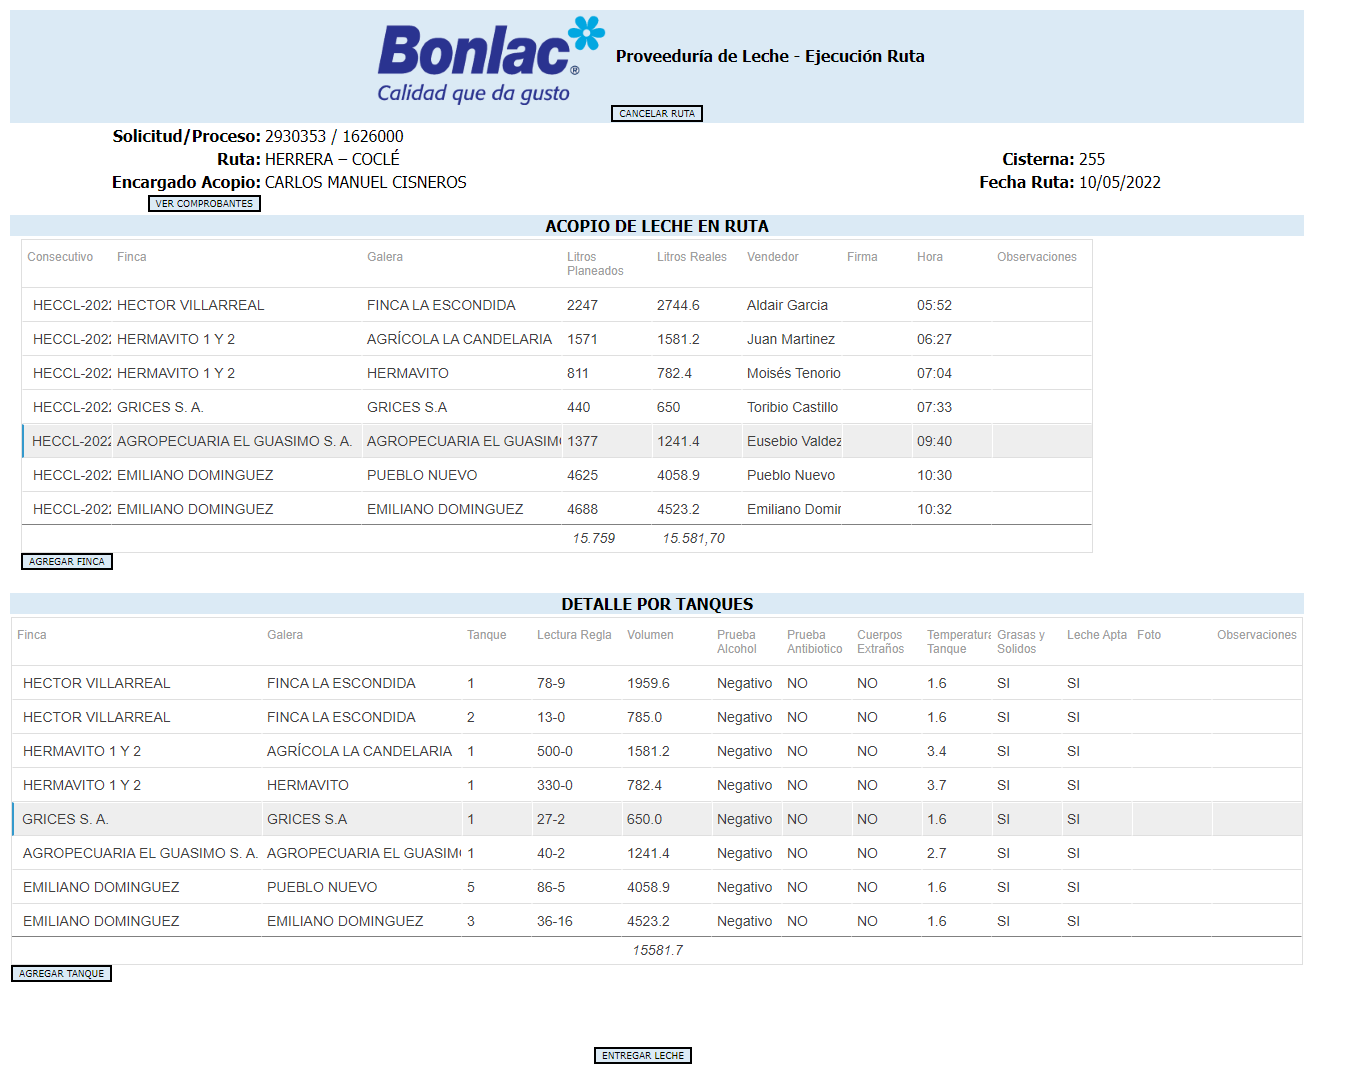 Bonlac®
Calidad que da gusto
Proveeduría de Leche - Ejecución Ruta
CANCELAR RUTA
Solicitud/Proceso: 2930353 / 1626000
Ruta: HERRERA – COCLÉ
Cisterna: 255
Encargado Acopio: CARLOS MANUEL CISNEROS
Fecha Ruta: 10/05/2022
VER COMPROBANTES
ACOPIO DE LECHE EN RUTA
Consecutivo Finca Galera Litros Planeados Litros Reales Vendedor Firma Hora Observaciones
HECCL-2022 HECTOR VILLARREAL FINCA LA ESCONDIDA 2247 2744.6 Aldair Garcia 05:52
HECCL-2022 HERMAVITO 1 Y 2 AGRÍCOLA LA CANDELARIA 1571 1581.2 Juan Martinez 06:27
HECCL-2022 HERMAVITO 1 Y 2 HERMAVITO 811 782.4 Moisés Tenorio 07:04
HECCL-2022 GRICES S. A. GRICES S.A 440 650 Toribio Castillo 07:33
HECCL-2022 AGROPECUARIA EL GUASIMO S. A. AGROPECUARIA EL GUASIMO 1377 1241.4 Eusebio Valdez 09:40
HECCL-2022 EMILIANO DOMINGUEZ PUEBLO NUEVO 4625 4058.9 Pueblo Nuevo 10:30
HECCL-2022 EMILIANO DOMINGUEZ EMILIANO DOMINGUEZ 4688 4523.2 Emiliano Domin 10:32
15.759 15.581,70
AGREGAR FINCA
DETALLE POR TANQUES
Finca Galera Tanque Lectura Regla Volumen Prueba Alcohol Prueba Antibiotico Cuerpos Extraños Temperatura Tanque Grasas y Solidos Leche Apta Foto Observaciones
HECTOR VILLARREAL FINCA LA ESCONDIDA 1 78-9 1959.6 Negativo NO NO 1.6 SI SI
HECTOR VILLARREAL FINCA LA ESCONDIDA 2 13-0 785.0 Negativo NO NO 1.6 SI SI
HERMAVITO 1 Y 2 AGRÍCOLA LA CANDELARIA 1 500-0 1581.2 Negativo NO NO 3.4 SI SI
HERMAVITO 1 Y 2 HERMAVITO 1 330-0 782.4 Negativo NO NO 3.7 SI SI
GRICES S. A. GRICES S.A 1 27-2 650.0 Negativo NO NO 1.6 SI SI
AGROPECUARIA EL GUASIMO S. A. AGROPECUARIA EL GUASIMO 1 40-2 1241.4 Negativo NO NO 2.7 SI SI
EMILIANO DOMINGUEZ PUEBLO NUEVO 5 86-5 4058.9 Negativo NO NO 1.6 SI SI
EMILIANO DOMINGUEZ EMILIANO DOMINGUEZ 3 36-16 4523.2 Negativo NO NO 1.6 SI SI
15581.7
AGREGAR TANQUE
ENTREGAR LECHE